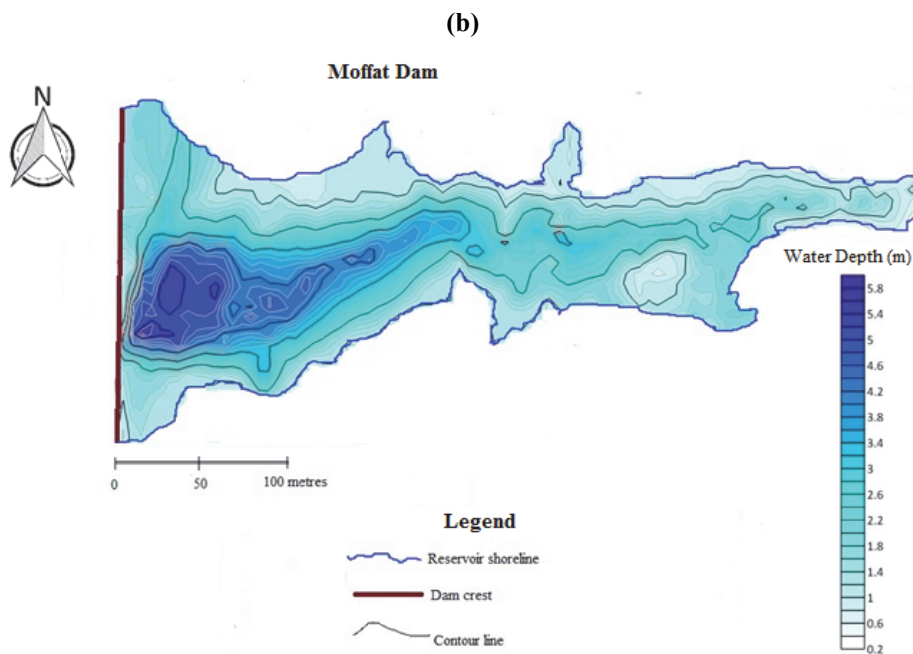 (b)
Moffat Dam
N
Water Depth (m)
5.8
5.4
5
4.6
4.2
3.8
3.4
3
2.6
2.2
1.8
1.4
1
0.6
0.2
0 50 100 metres
Legend
Reservoir shoreline
Dam crest
Contour line